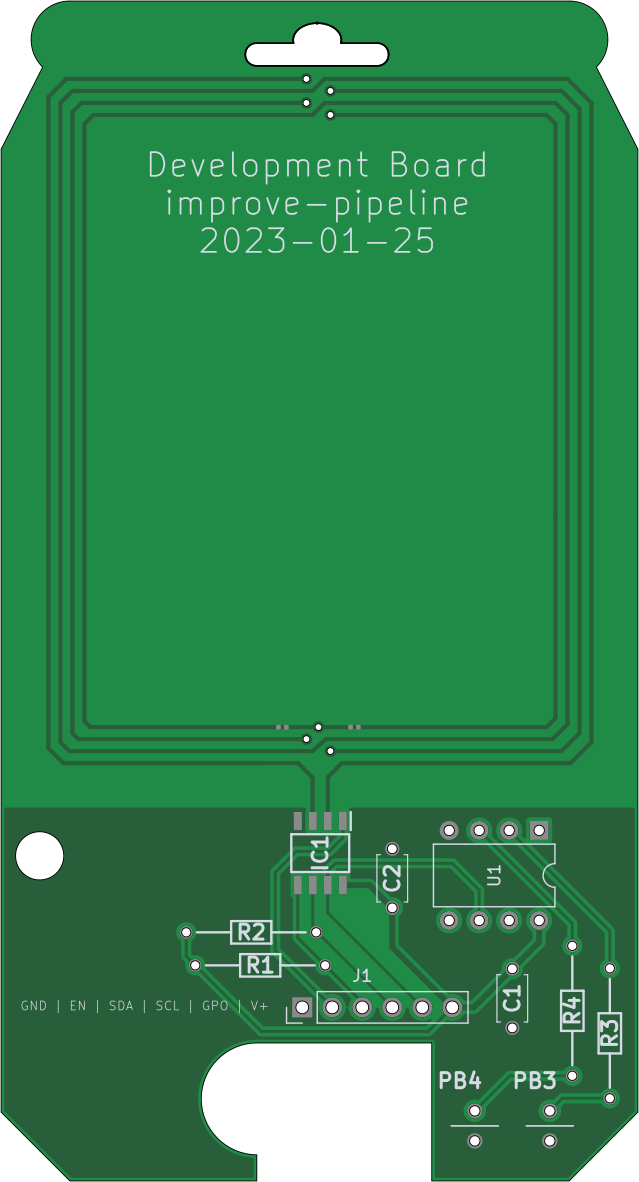 Development Board
improve-pipeline
2023-01-25
IC1
U1
C2
R2
R1
J1
GND | EN | SDA | SCL | GPO | V+
C1
R4
R3
PB4 PB3